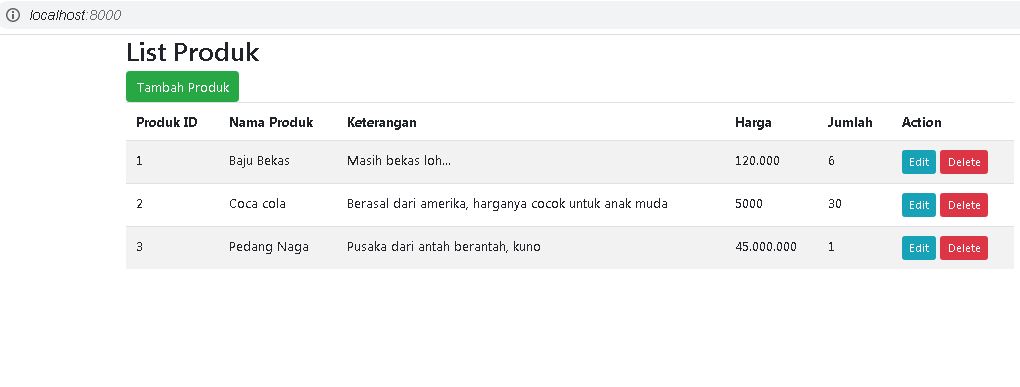 localhost:8000
List Produk
Tambah Produk
Produk ID Nama Produk Keterangan Harga Jumlah Action
1 Baju Bekas Masih bekas loh... 120.000 6 Edit Delete
2 Coca cola Berasal dari amerika, harganya cocok untuk anak muda 5000 30 Edit Delete
3 Pedang Naga Pusaka dari antah berantah, kuno 45.000.000 1 Edit Delete